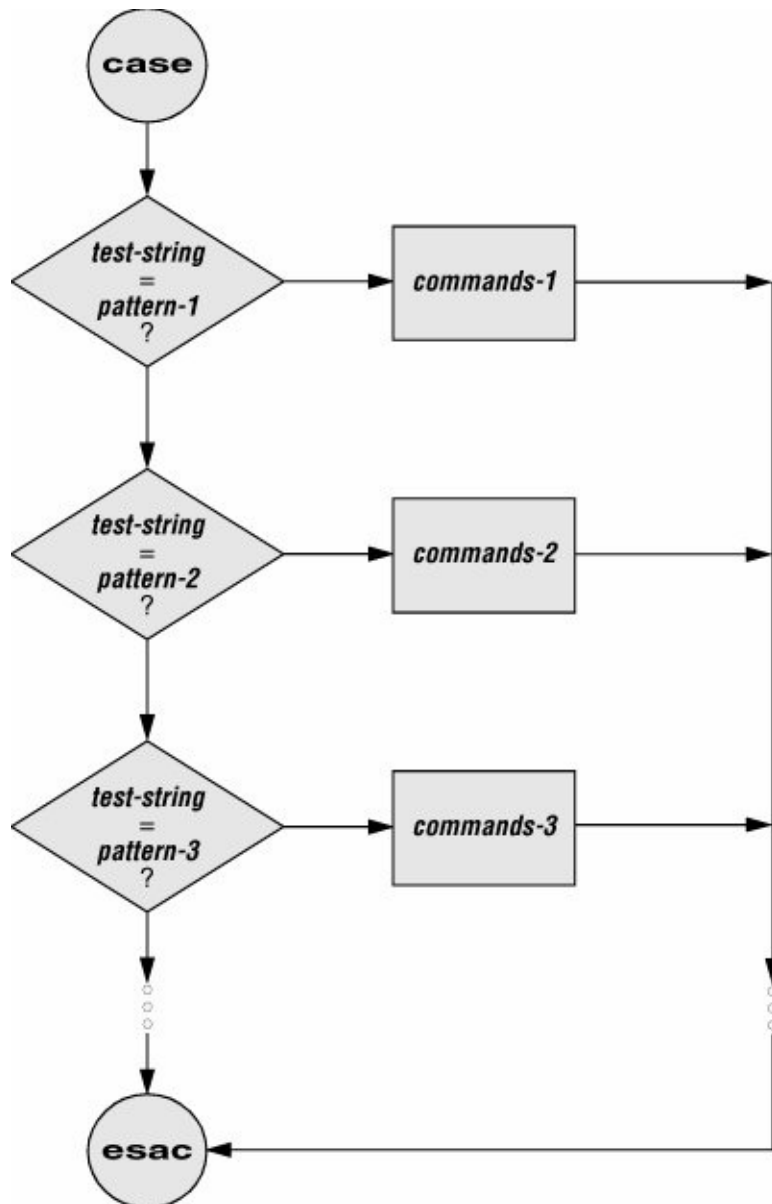 case
test-string
=
pattern-1
?
commands-1
test-string
=
pattern-2
?
commands-2
test-string
=
pattern-3
?
commands-3
esac